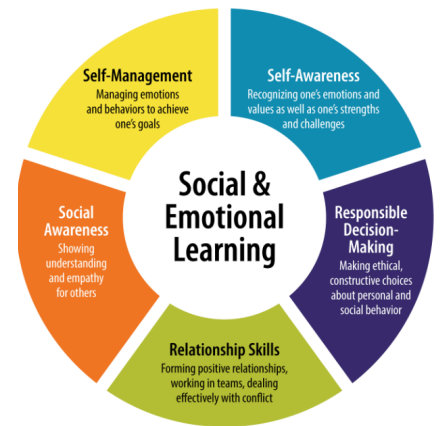 Self-Management
Managing emotions
and behaviors to achieve
one's goals
Self-Awareness
Recognizing one's emotions and
values as well as one's strengths
and challenges
Social &
Emotional
Learning
Social
Awareness
Showing
understanding
and empathy
for others
Responsible
Decision-
Making
Making ethical,
constructive choices
about personal and
social behavior
Relationship Skills
Forming positive relationships,
working in teams, dealing
effectively with conflict